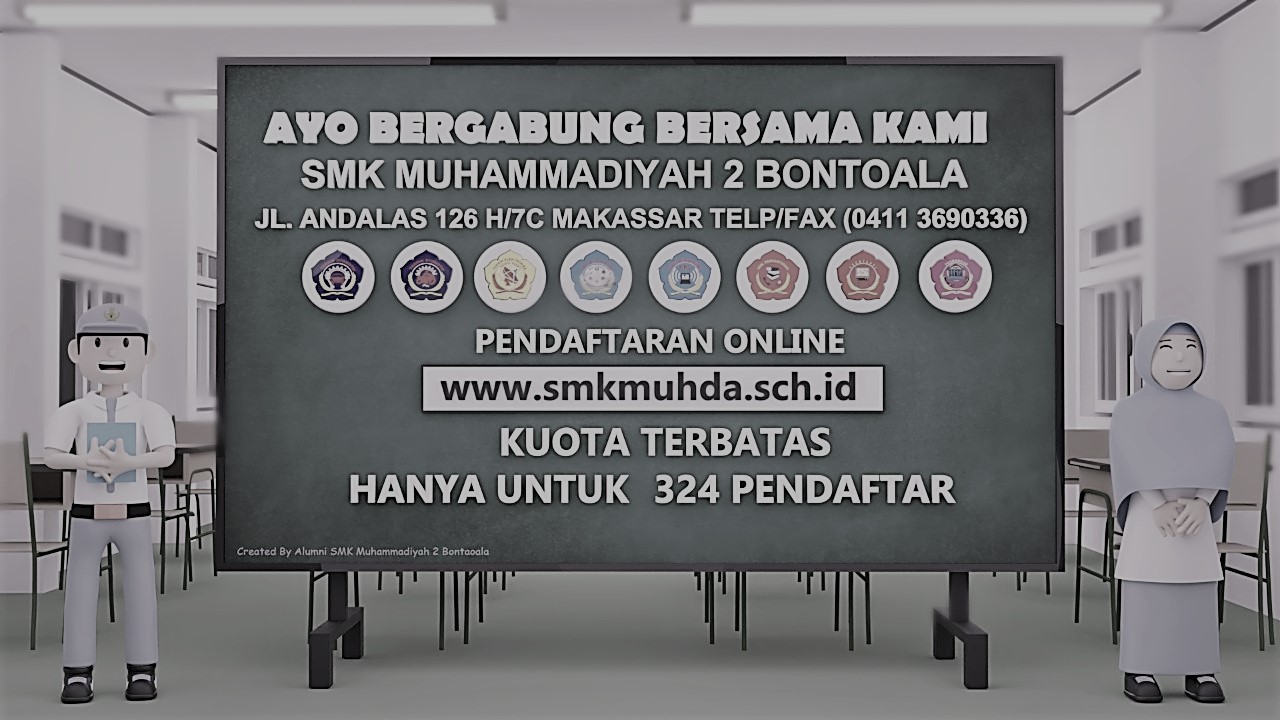 AYO BERGABUNG BERSAMA KAMI
SMK MUHAMMADIYAH 2 BONTOALA
JL. ANDALAS 126 H/7C MAKASSAR TELP/FAX (0411 3690336)
PENDAFTARAN ONLINE
www.smkmuhda.sch.id
KUOTA TERBATAS
HANYA UNTUK 324 PENDAFTAR
Created By Alumni SMK Muhammadiyah 2 Bontaoala